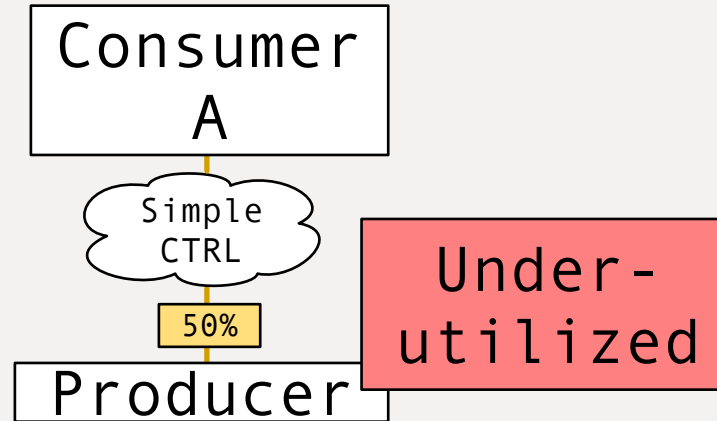 Consumer
A
Simple
CTRL
50%
Under-
utilized
Producer